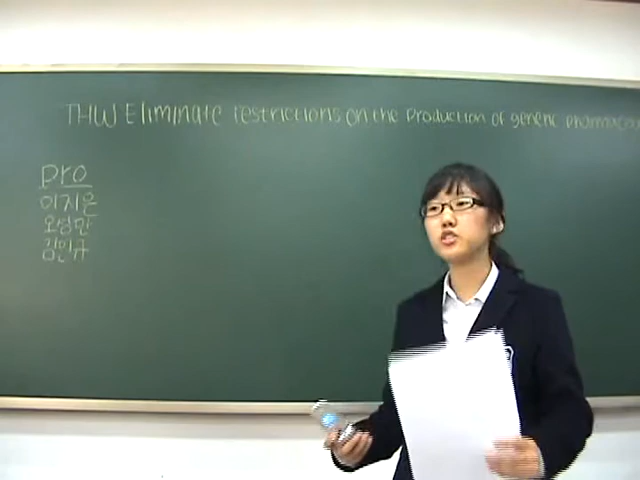 THW Eliminate restrictions on the production of generic
pro
이지은
오성민
김민규